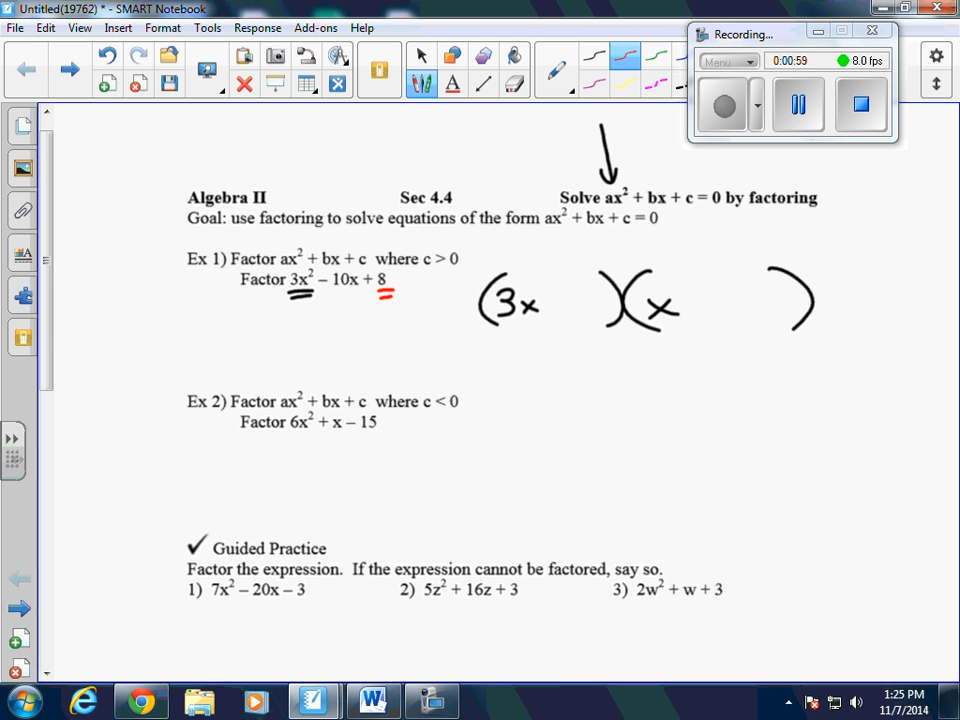 Untitled(19762) * - SMART Notebook
File Edit View Insert Format Tools Response Add-ons Help
Recording...
Menu 0:00:59 8.0 fps
Algebra II Sec 4.4 Solve ax² + bx + c = 0 by factoring
Goal: use factoring to solve equations of the form ax² + bx + c = 0
Ex 1) Factor ax² + bx + c where c > 0
Factor 3x² – 10x + 8
(3x )(x )
Ex 2) Factor ax² + bx + c where c < 0
Factor 6x² + x – 15
✓ Guided Practice
Factor the expression. If the expression cannot be factored, say so.
1) 7x² – 20x – 3 2) 5z² + 16z + 3 3) 2w² + w + 3
1:25 PM
11/7/2014